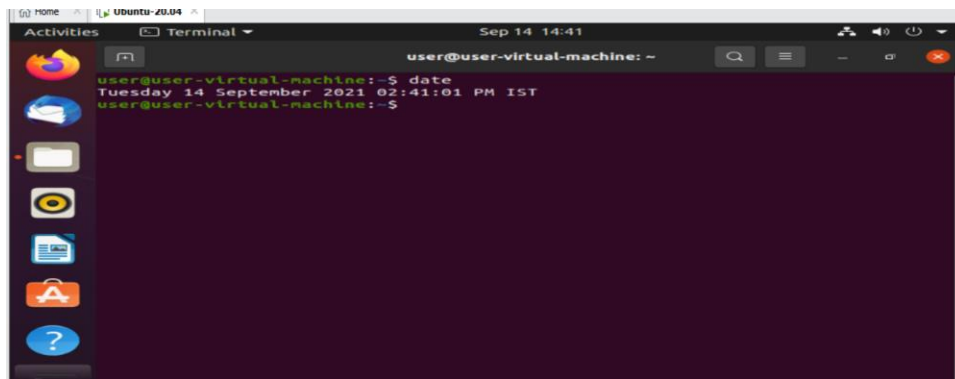 Home
Ubuntu-20.04
Activities Terminal Sep 14 14:41
user@user-virtual-machine: ~
user@user-virtual-machine:~$ date
Tuesday 14 September 2021 02:41:01 PM IST
user@user-virtual-machine:~$